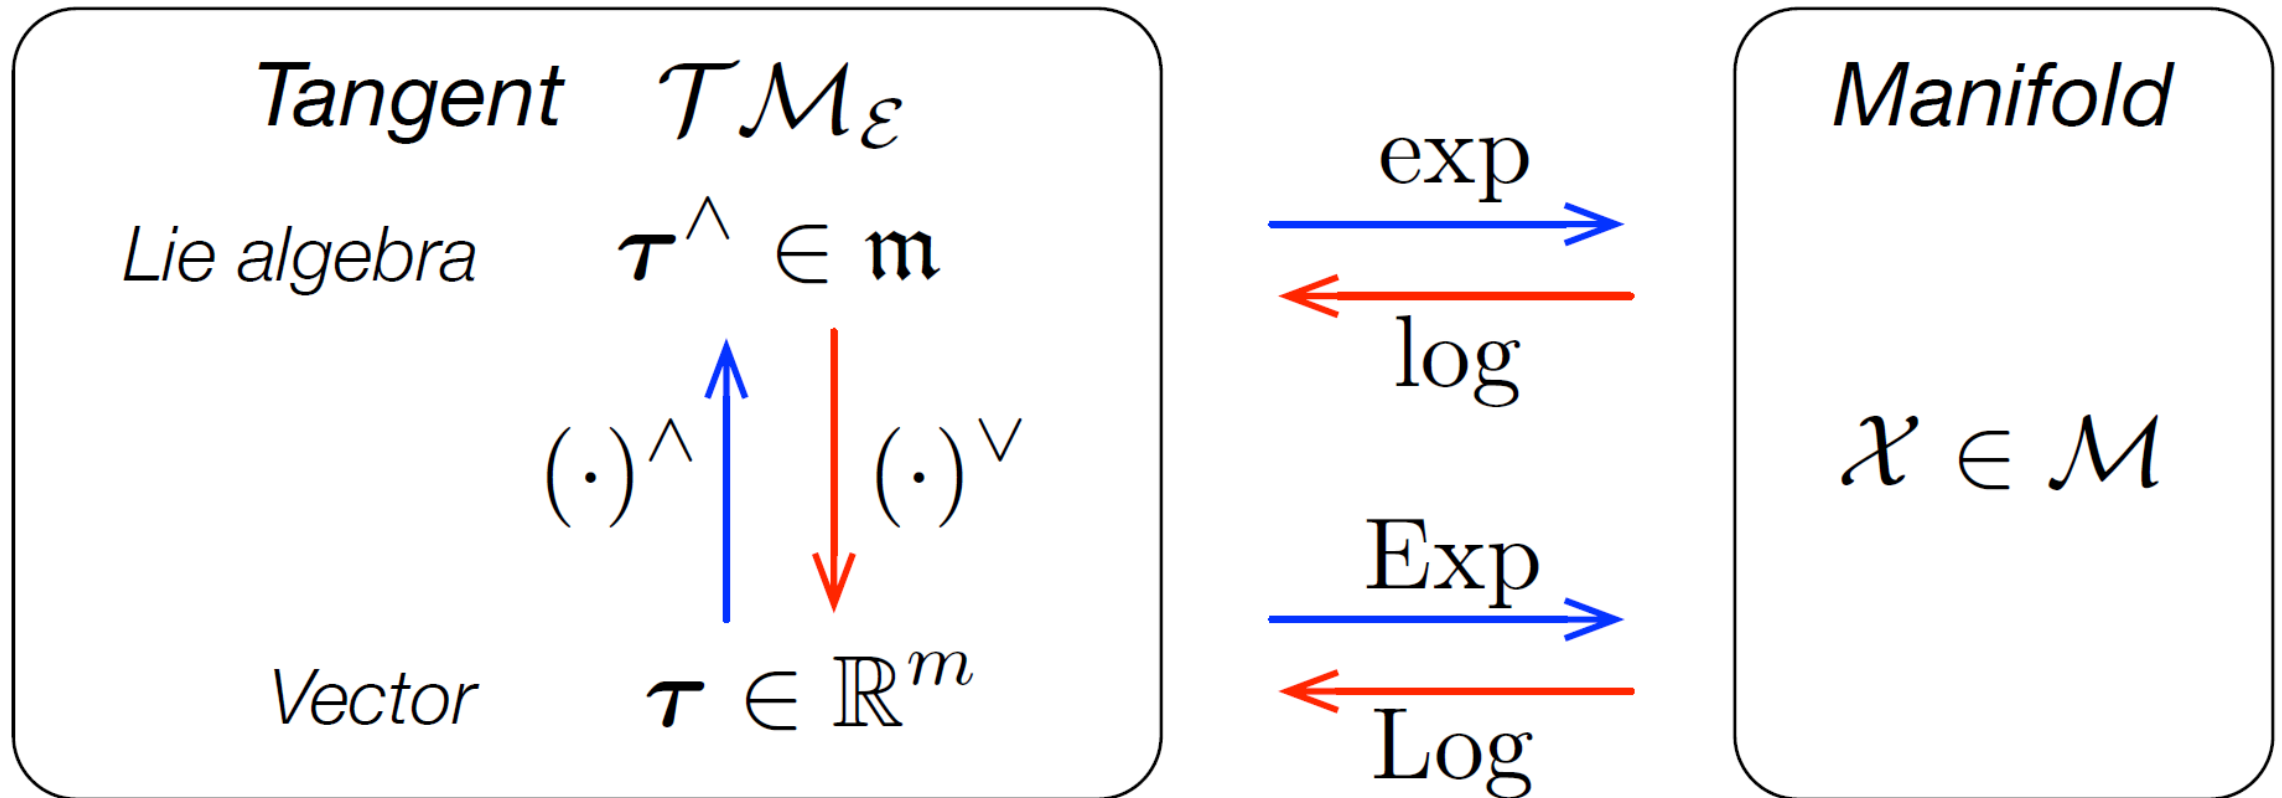 Tangent 𝒯ℳ_ℰ
Lie algebra 𝝉^∧ ∈ 𝔪
(·)^∧ (·)^∨
Vector 𝝉 ∈ ℝ^m
exp
log
Exp
Log
Manifold
𝒳 ∈ ℳ